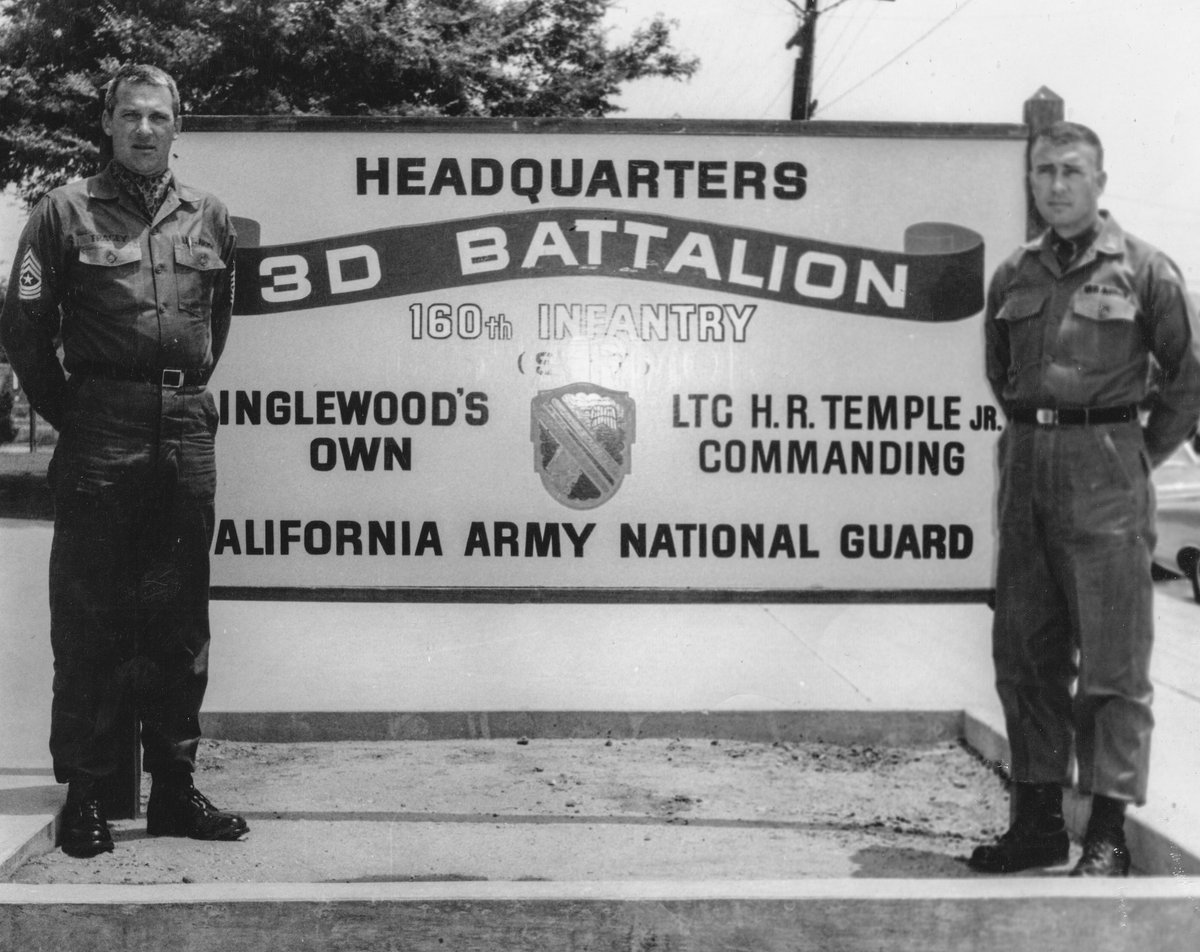 HEADQUARTERS
3D BATTALION
160th INFANTRY
INGLEWOOD'S
OWN
LTC H.R. TEMPLE JR.
COMMANDING
ALIFORNIA ARMY NATIONAL GUARD